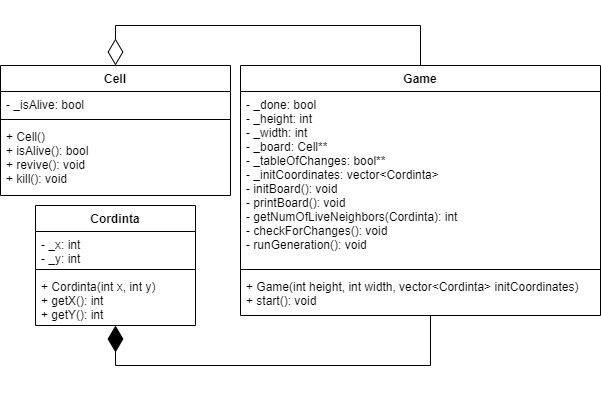 Cell
- _isAlive: bool
+ Cell()
+ isAlive(): bool
+ revive(): void
+ kill(): void
Cordinta
- _x: int
- _y: int
+ Cordinta(int x, int y)
+ getX(): int
+ getY(): int
Game
- _done: bool
- _height: int
- _width: int
- _board: Cell**
- _tableOfChanges: bool**
- _initCoordinates: vector<Cordinta>
- initBoard(): void
- printBoard(): void
- getNumOfLiveNeighbors(Cordinta): int
- checkForChanges(): void
- runGeneration(): void
+ Game(int height, int width, vector<Cordinta> initCoordinates)
+ start(): void